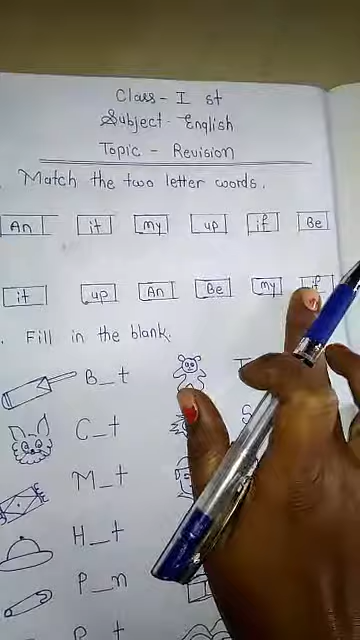 Class - I st
Subject - English
Topic - Revision
Match the two letter words.
An it my up if Be
it up An Be my if
Fill in the blank.
B_t
C_t
M_t
H_t
P_n